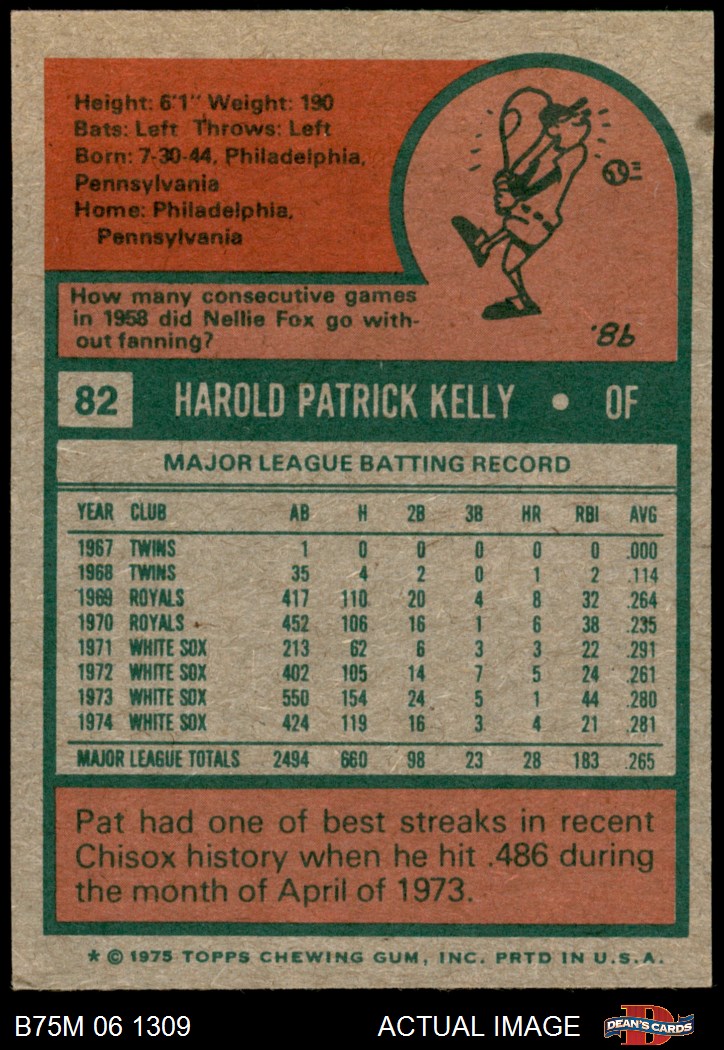 Height: 6'1" Weight: 190
Bats: Left Throws: Left
Born: 7-30-44, Philadelphia,
Pennsylvania
Home: Philadelphia,
Pennsylvania
How many consecutive games
in 1958 did Nellie Fox go with-
out fanning?
'86
82 HAROLD PATRICK KELLY • OF
MAJOR LEAGUE BATTING RECORD
YEAR CLUB AB H 2B 3B HR RBI AVG
1967 TWINS 1 0 0 0 0 0 .000
1968 TWINS 35 4 2 0 1 2 .114
1969 ROYALS 417 110 20 4 8 32 .264
1970 ROYALS 452 106 16 1 6 38 .235
1971 WHITE SOX 213 62 6 3 3 22 .291
1972 WHITE SOX 402 105 14 7 5 24 .261
1973 WHITE SOX 550 154 24 5 1 44 .280
1974 WHITE SOX 424 119 16 3 4 21 .281
MAJOR LEAGUE TOTALS 2494 660 98 23 28 183 .265
Pat had one of best streaks in recent
Chisox history when he hit .486 during
the month of April of 1973.
* © 1975 TOPPS CHEWING GUM, INC. PRTD IN U.S.A.
B75M 06 1309 ACTUAL IMAGE D DEAN'S CARDS